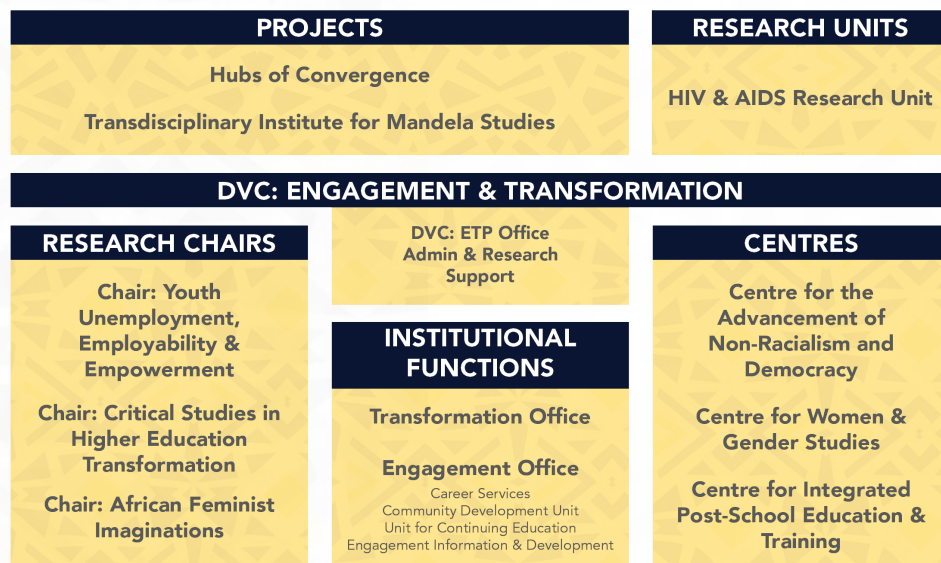 PROJECTS
Hubs of Convergence
Transdisciplinary Institute for Mandela Studies
RESEARCH UNITS
HIV & AIDS Research Unit
DVC: ENGAGEMENT & TRANSFORMATION
DVC: ETP Office
Admin & Research
Support
RESEARCH CHAIRS
Chair: Youth
Unemployment,
Employability &
Empowerment
Chair: Critical Studies in
Higher Education
Transformation
Chair: African Feminist
Imaginations
INSTITUTIONAL
FUNCTIONS
Transformation Office
Engagement Office
Career Services
Community Development Unit
Unit for Continuing Education
Engagement Information & Development
CENTRES
Centre for the
Advancement of
Non-Racialism and
Democracy
Centre for Women &
Gender Studies
Centre for Integrated
Post-School Education &
Training